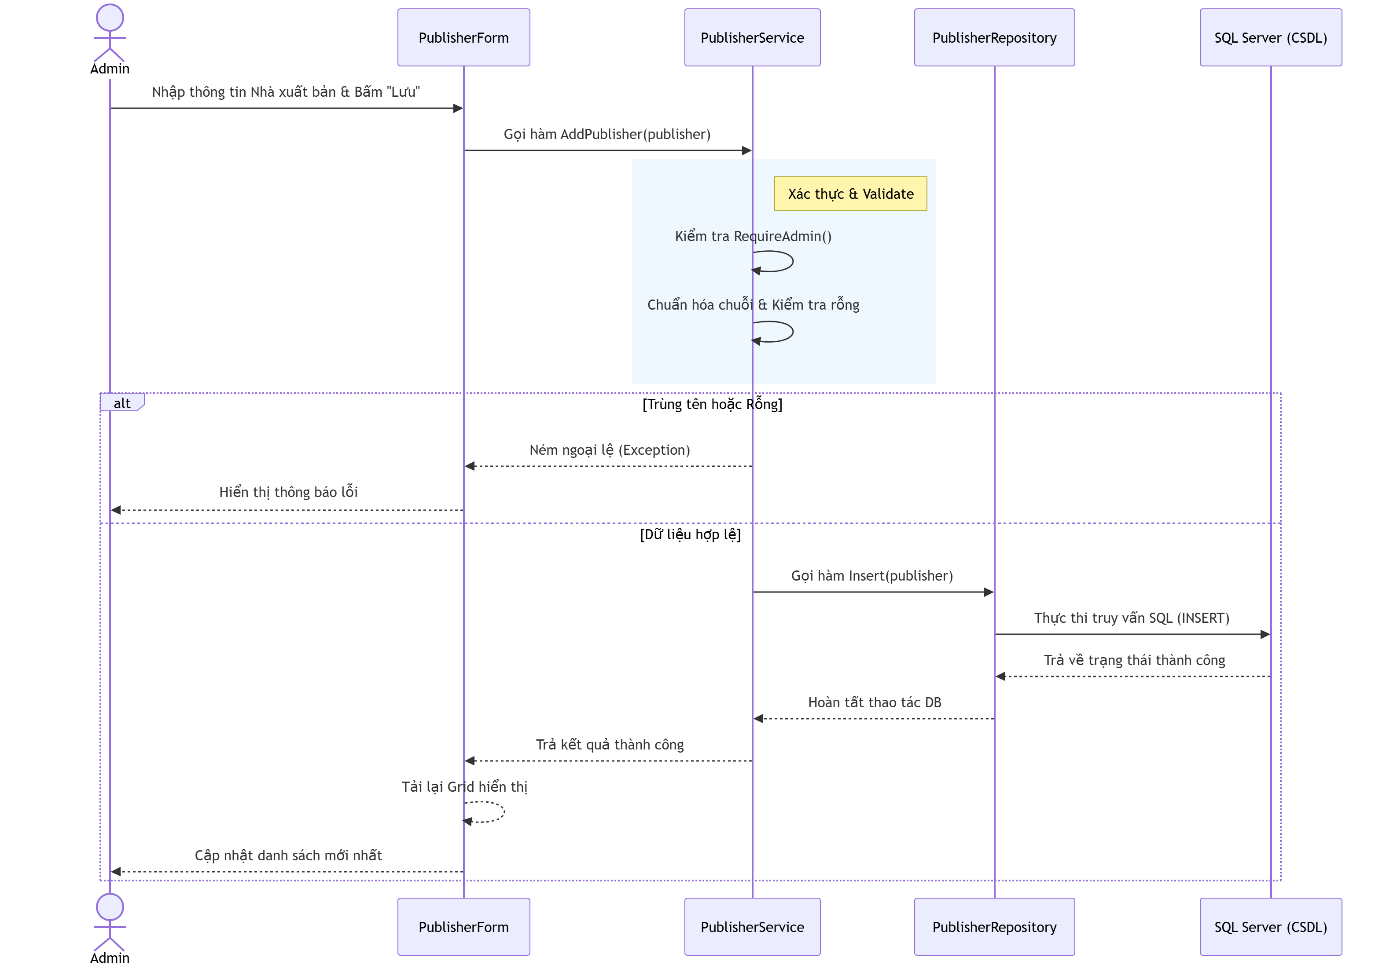 Admin
PublisherForm
PublisherService
PublisherRepository
SQL Server (CSDL)
Nhập thông tin Nhà xuất bản & Bấm "Lưu"
Gọi hàm AddPublisher(publisher)
Xác thực & Validate
Kiểm tra RequireAdmin()
Chuẩn hóa chuỗi & Kiểm tra rỗng
alt
[Trùng tên hoặc Rỗng]
Ném ngoại lệ (Exception)
Hiển thị thông báo lỗi
[Dữ liệu hợp lệ]
Gọi hàm Insert(publisher)
Thực thi truy vấn SQL (INSERT)
Trả về trạng thái thành công
Hoàn tất thao tác DB
Trả kết quả thành công
Tải lại Grid hiển thị
Cập nhật danh sách mới nhất
Admin
PublisherForm
PublisherService
PublisherRepository
SQL Server (CSDL)